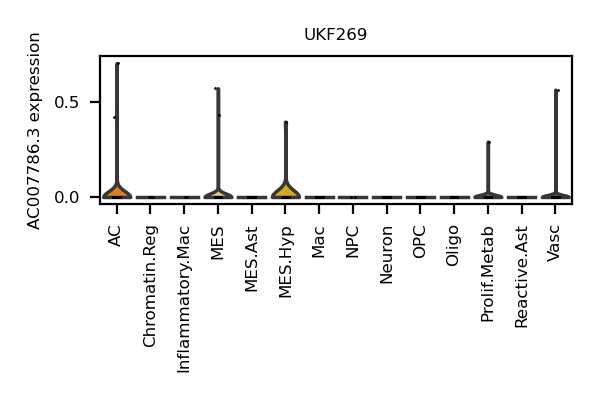 UKF269
AC007786.3 expression
0.5
0.0
AC
Chromatin.Reg
Inflammatory.Mac
MES
MES.Ast
MES.Hyp
Mac
NPC
Neuron
OPC
Oligo
Prolif.Metab
Reactive.Ast
Vasc